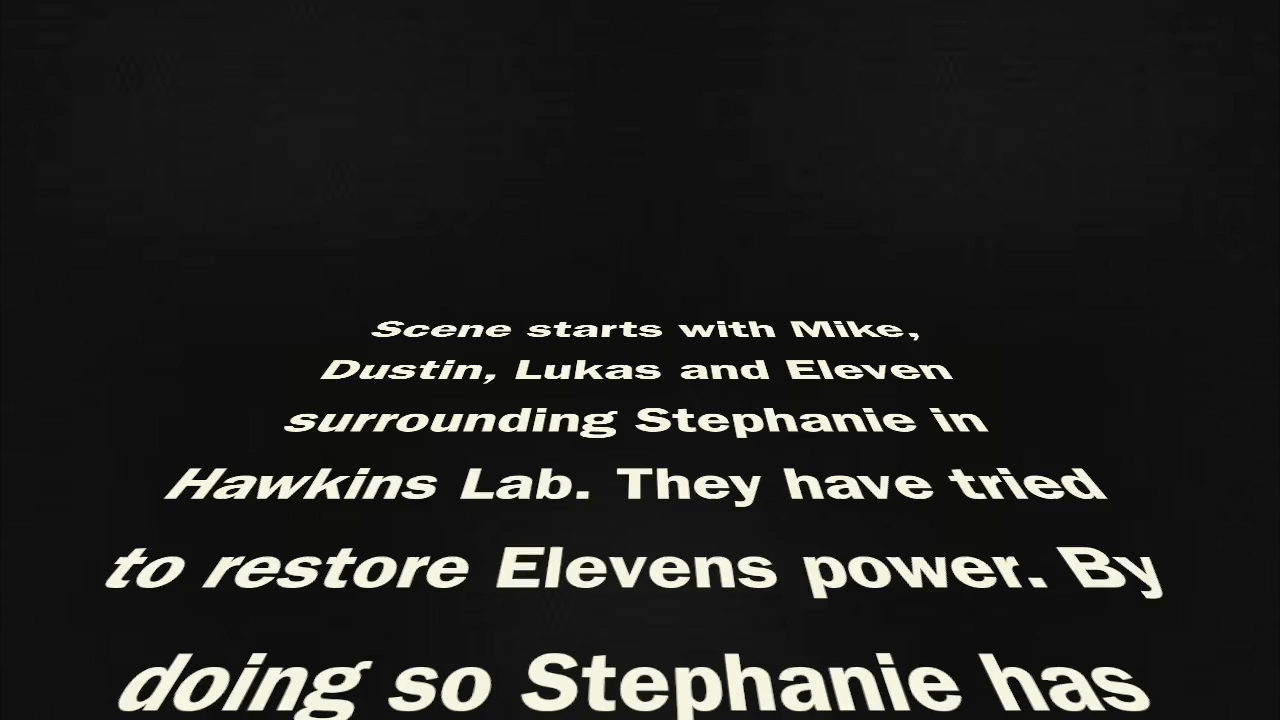 Scene starts with Mike,
Dustin, Lukas and Eleven
surrounding Stephanie in
Hawkins Lab. They have tried
to restore Elevens power. By
doing so Stephanie has